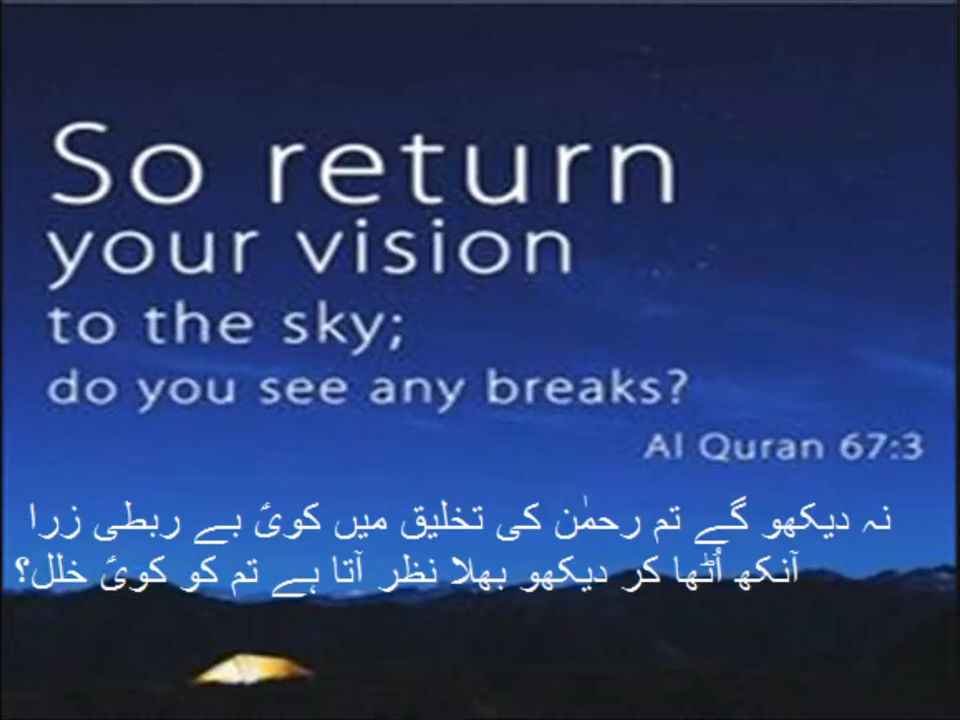 So return
your vision
to the sky;
do you see any breaks?
Al Quran 67:3
نہ دیکھو گے تم رحمٰن کی تخلیق میں کویٔ بے ربطی زرا
آنکھ اُٹھا کر دیکھو بھلا نظر آتا ہے تم کو کویٔ خلل؟